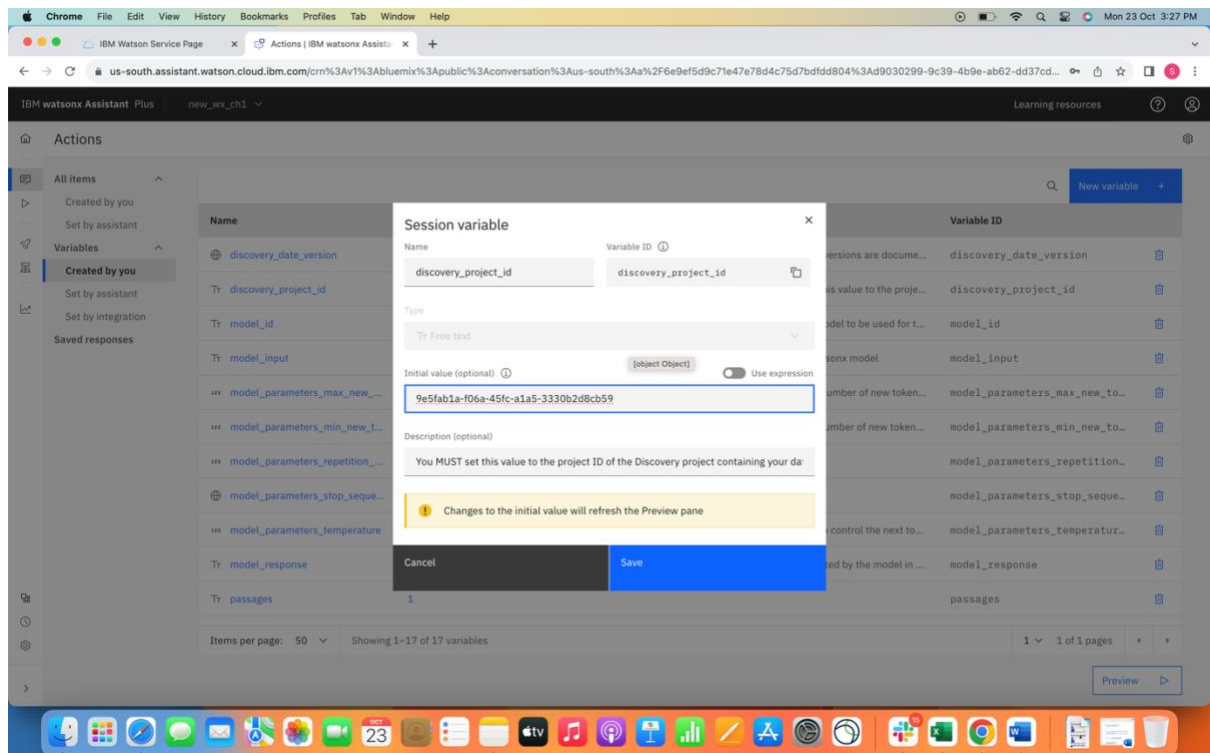 Chrome File Edit View History Bookmarks Profiles Tab Window Help
Mon 23 Oct 3:27 PM
IBM Watson Service Page
Actions | IBM watsonx Assista
us-south.assistant.watson.cloud.ibm.com/crn%3Av1%3Abluemix%3Apublic%3Aconversation%3Aus-south%3Aa%2F6e9ef5d9c71e47e78d4c75d7bdfdd804%3Ad9030299-9c39-4b9e-ab62-dd37cd...
S
IBM watsonx Assistant Plus
new_wx_ch1
Learning resources
Actions
All items
Created by you
Set by assistant
Variables
Created by you
Set by assistant
Set by integration
Saved responses
New variable +
Name
Variable ID
discovery_date_version
ersions are docume...
discovery_date_version
discovery_project_id
is value to the proje...
discovery_project_id
model_id
odel to be used for t...
model_id
model_input
sonx model
model_input
model_parameters_max_new_...
umber of new token...
model_parameters_max_new_to…
model_parameters_min_new_t...
umber of new token...
model_parameters_min_new_to…
model_parameters_repetition_...
model_parameters_repetition…
model_parameters_stop_seque...
model_parameters_stop_seque…
model_parameters_temperature
control the next to...
model_parameters_temperatur…
model_response
ted by the model in ...
model_response
passages
1
passages
Session variable
Name
Variable ID
discovery_project_id
discovery_project_id
Type
Free text
[object Object]
Initial value (optional)
Use expression
9e5fab1a-f06a-45fc-a1a5-3330b2d8cb59
Description (optional)
You MUST set this value to the project ID of the Discovery project containing your da
Changes to the initial value will refresh the Preview pane
Cancel
Save
Items per page: 50
Showing 1–17 of 17 variables
1
1 of 1 pages
Preview
OCT
23
tv